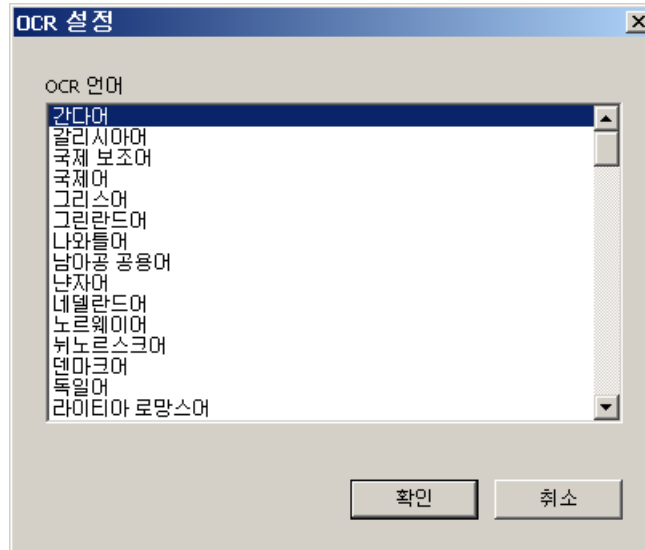 OCR 설정
OCR 언어
간다어
갈리시아어
국제 보조어
국제어
그리스어
그린란드어
나와틀어
남아공 공용어
냔자어
네델란드어
노르웨이어
뉘노르스크어
덴마크어
독일어
라이티아 로망스어
확인
취소